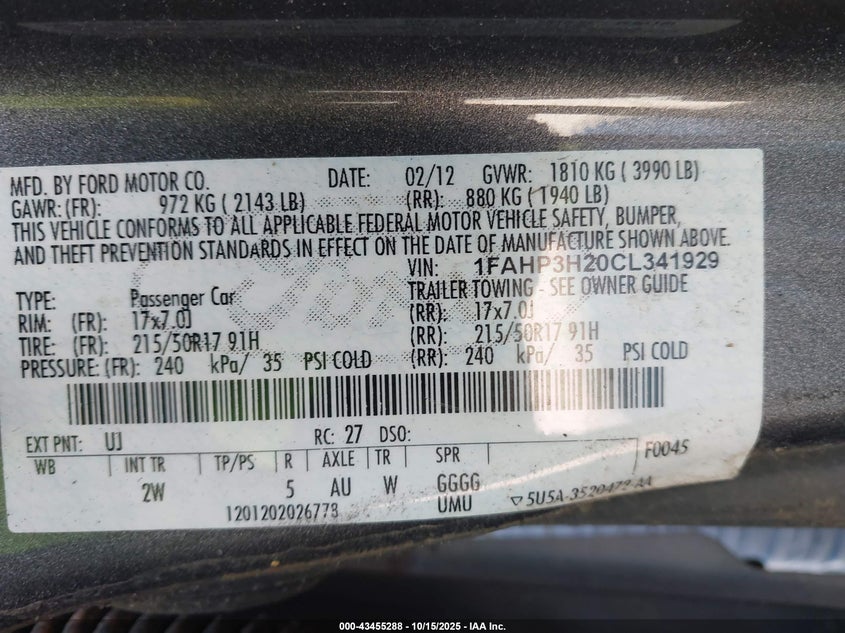 MFD. BY FORD MOTOR CO. DATE: 02/12 GVWR: 1810 KG ( 3990 LB)
GAWR: (FR): 972 KG ( 2143 LB) (RR): 880 KG ( 1940 LB)
THIS VEHICLE CONFORMS TO ALL APPLICABLE FEDERAL MOTOR VEHICLE SAFETY, BUMPER,
AND THEFT PREVENTION STANDARDS IN EFFECT ON THE DATE OF MANUFACTURE SHOWN ABOVE.
VIN: 1FAHP3H20CL341929
TYPE: Passenger Car TRAILER TOWING - SEE OWNER GUIDE
RIM: (FR): 17x7.0J (RR): 17x7.0J
TIRE: (FR): 215/50R17 91H (RR): 215/50R17 91H
PRESSURE: (FR): 240 kPa/ 35 PSI COLD (RR): 240 kPa/ 35 PSI COLD
EXT PNT: UJ RC: 27 DSO:
WB INT TR TP/PS R AXLE TR SPR F0045
2W 5 AU W GGGG
1201202026773 UMU ▽5U5A-3520472-AA
000-43455288 | 10/15/2025 | IAA Inc.